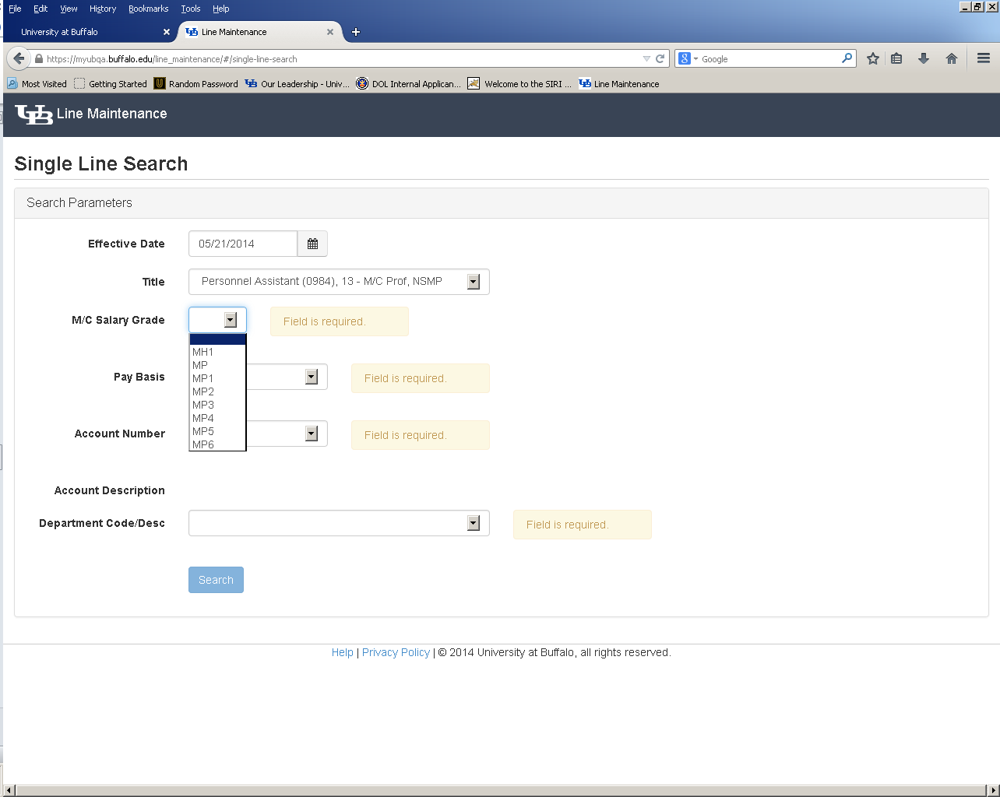 File Edit View History Bookmarks Tools Help
University at Buffalo × UB Line Maintenance × +
https://myubqa.buffalo.edu/line_maintenance/#/single-line-search 8 Google
Most Visited Getting Started U Random Password UB Our Leadership - Univ... DOL Internal Applican... Welcome to the SIRI ... UB Line Maintenance
UB Line Maintenance
Single Line Search
Search Parameters
Effective Date 05/21/2014
Title Personnel Assistant (0984), 13 - M/C Prof, NSMP
M/C Salary Grade Field is required.
MH1
MP
MP1
MP2
MP3
MP4
MP5
MP6
Pay Basis Field is required.
Account Number Field is required.
Account Description
Department Code/Desc Field is required.
Search
Help | Privacy Policy | © 2014 University at Buffalo, all rights reserved.